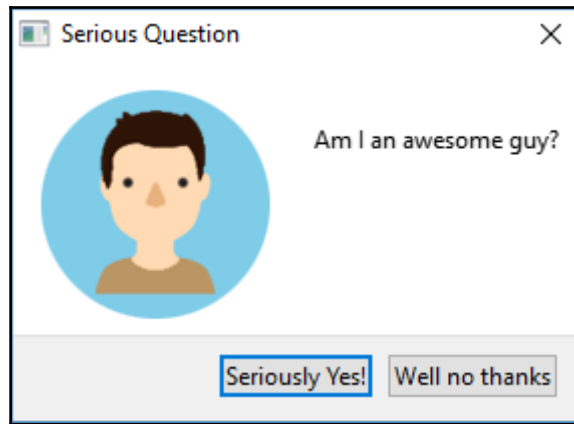 Serious Question
Am I an awesome guy?
Seriously Yes!
Well no thanks